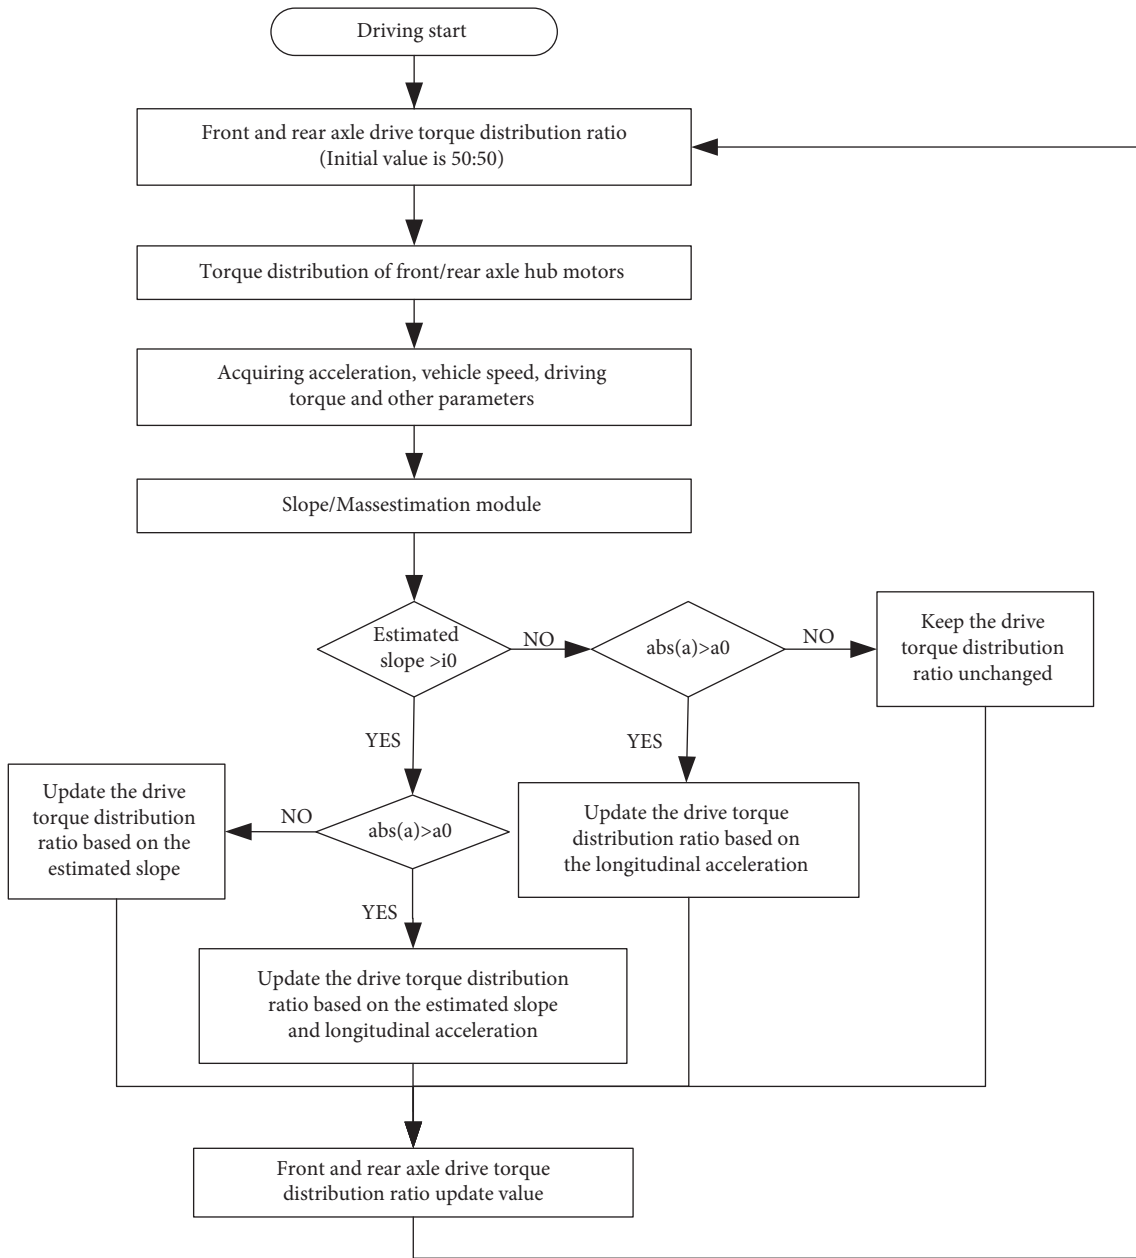 Driving start
Front and rear axle drive torque distribution ratio
(Initial value is 50:50)
Torque distribution of front/rear axle hub motors
Acquiring acceleration, vehicle speed, driving
torque and other parameters
Slope/Massestimation module
Estimated
slope >i0
NO
abs(a)>a0
NO
Keep the drive
torque distribution
ratio unchanged
YES
YES
Update the drive
torque distribution
ratio based on the
estimated slope
NO
abs(a)>a0
Update the drive torque
distribution ratio based on
the longitudinal acceleration
YES
Update the drive torque distribution
ratio based on the estimated slope
and longitudinal acceleration
Front and rear axle drive torque
distribution ratio update value